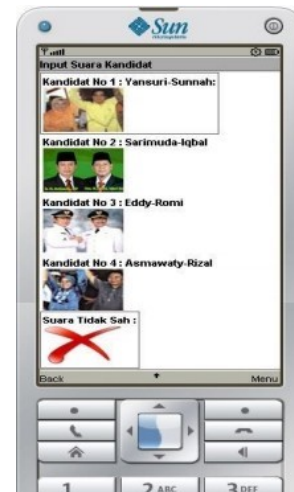 Sun
Input Suara Kandidat
Kandidat No 1 : Yansuri-Sunnah:
Kandidat No 2 : Sarimuda-Iqbal
Kandidat No 3 : Eddy-Romi
Kandidat No 4 : Asmawaty-Rizal
Suara Tidak Sah :
Back
Menu
1
2 ABC
3 DEF